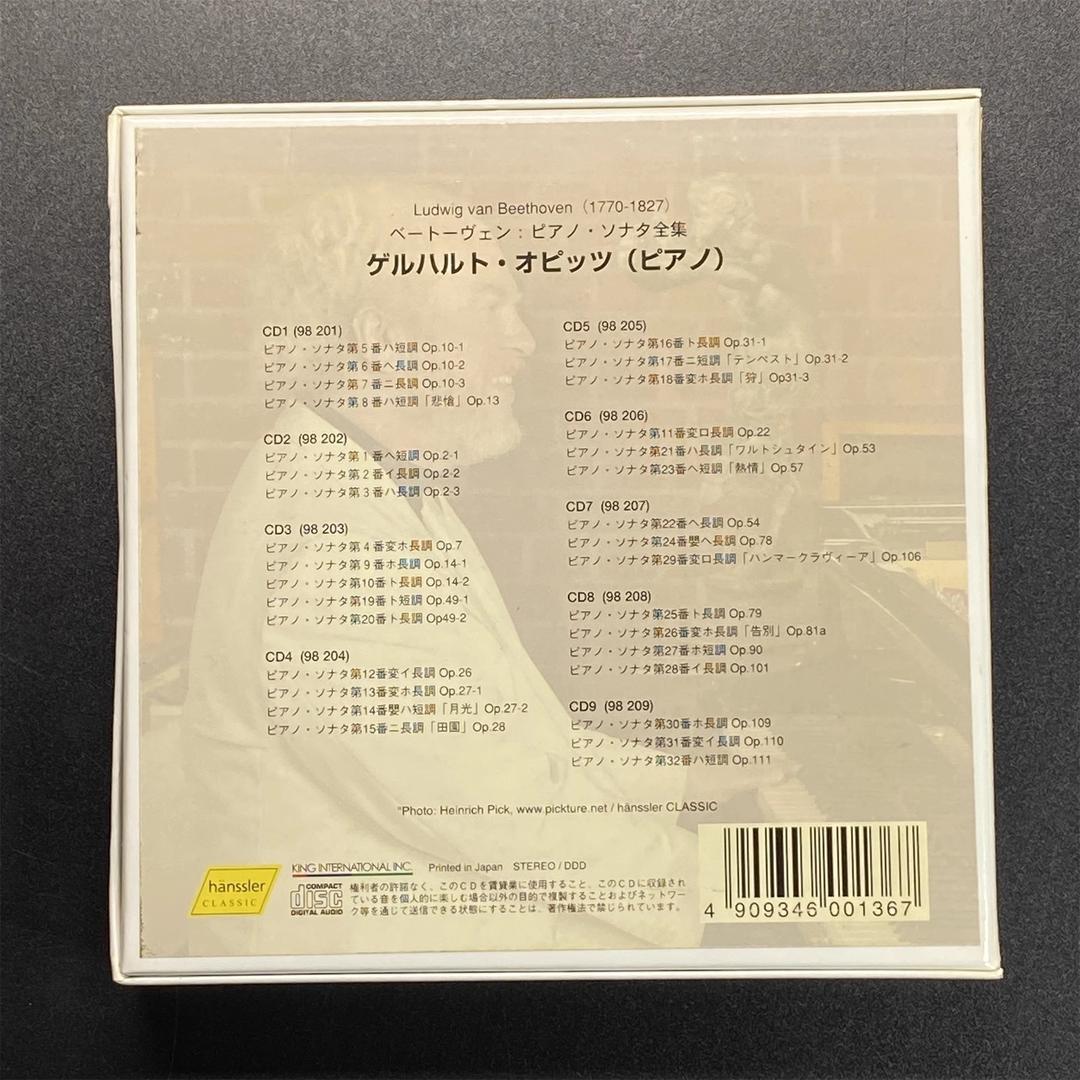 Ludwig van Beethoven（1770-1827）
ベートーヴェン：ピアノ・ソナタ全集
ゲルハルト・オピッツ（ピアノ）
CD1 (98 201)
ピアノ・ソナタ第5番ハ短調 Op.10-1
ピアノ・ソナタ第6番ヘ長調 Op.10-2
ピアノ・ソナタ第7番ニ長調 Op.10-3
ピアノ・ソナタ第8番ハ短調「悲愴」Op.13
CD2 (98 202)
ピアノ・ソナタ第1番ヘ短調 Op.2-1
ピアノ・ソナタ第2番イ長調 Op.2-2
ピアノ・ソナタ第3番ハ長調 Op.2-3
CD3 (98 203)
ピアノ・ソナタ第4番変ホ長調 Op.7
ピアノ・ソナタ第9番ホ長調 Op.14-1
ピアノ・ソナタ第10番ト長調 Op.14-2
ピアノ・ソナタ第19番ト短調 Op.49-1
ピアノ・ソナタ第20番ト長調 Op49-2
CD4 (98 204)
ピアノ・ソナタ第12番変イ長調 Op.26
ピアノ・ソナタ第13番変ホ長調 Op.27-1
ピアノ・ソナタ第14番嬰ハ短調「月光」Op.27-2
ピアノ・ソナタ第15番ニ長調「田園」Op.28
CD5 (98 205)
ピアノ・ソナタ第16番ト長調 Op.31-1
ピアノ・ソナタ第17番ニ短調「テンペスト」Op.31-2
ピアノ・ソナタ第18番変ホ長調「狩」Op31-3
CD6 (98 206)
ピアノ・ソナタ第11番変ロ長調 Op.22
ピアノ・ソナタ第21番ハ長調「ワルトシュタイン」Op.53
ピアノ・ソナタ第23番ヘ短調「熱情」Op.57
CD7 (98 207)
ピアノ・ソナタ第22番ヘ長調 Op.54
ピアノ・ソナタ第24番嬰ヘ長調 Op.78
ピアノ・ソナタ第29番変ロ長調「ハンマークラヴィーア」Op.106
CD8 (98 208)
ピアノ・ソナタ第25番ト長調 Op.79
ピアノ・ソナタ第26番変ホ長調「告別」Op.81a
ピアノ・ソナタ第27番ホ短調 Op.90
ピアノ・ソナタ第28番イ長調 Op.101
CD9 (98 209)
ピアノ・ソナタ第30番ホ長調 Op.109
ピアノ・ソナタ第31番変イ長調 Op.110
ピアノ・ソナタ第32番ハ短調 Op.111
"Photo: Heinrich Pick, www.pickture.net / hänssler CLASSIC
hänssler
CLASSIC
KING INTERNATIONAL INC. Printed in Japan STEREO / DDD
COMPACT
disc
DIGITAL AUDIO
権利者の許諾なく、このCDを賃貸業に使用すること、このCDに収録され
ている音を個人的に楽しむ場合以外の目的で複製することおよびネットワー
ク等を通じて送信できる状態にすることは、著作権法で禁じられています。
4 909346 001367